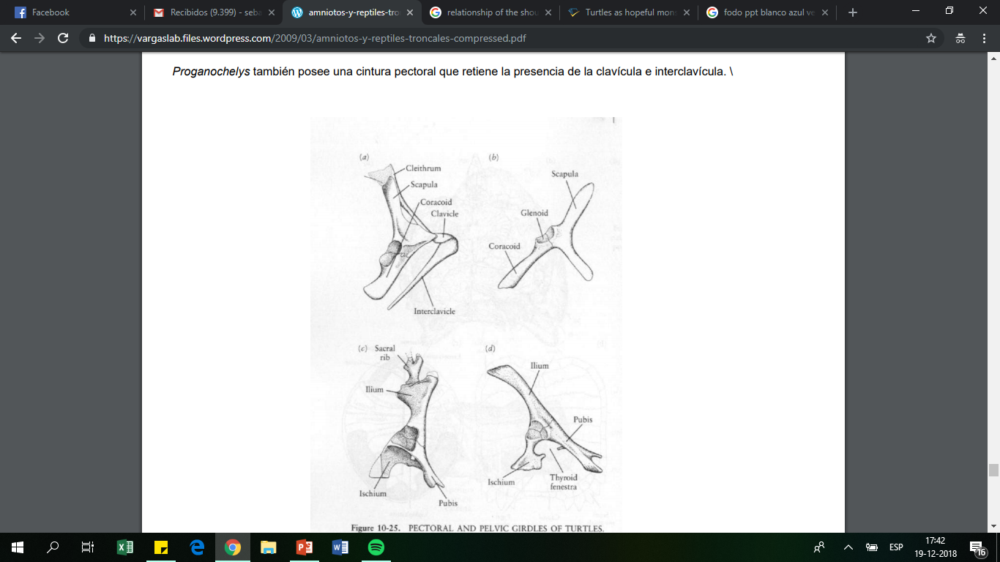 Facebook
Recibidos (9.399) - seba
amniotos-y-reptiles-tro
relationship of the shou
Turtles as hopeful mons
fodo ppt blanco azul ve
https://vargaslab.files.wordpress.com/2009/03/amniotos-y-reptiles-troncales-compressed.pdf
Proganochelys también posee una cintura pectoral que retiene la presencia de la clavícula e interclavícula. \
(a)
Cleithrum
Scapula
Coracoid
Clavicle
Interclavicle
(b)
Scapula
Glenoid
Coracoid
(c) Sacral
rib
Ilium
Ischium
Pubis
(d)
Ilium
Pubis
Ischium
Thyroid
fenestra
Figure 10-25. PECTORAL AND PELVIC GIRDLES OF TURTLES.
ESP
17:42
19-12-2018
16